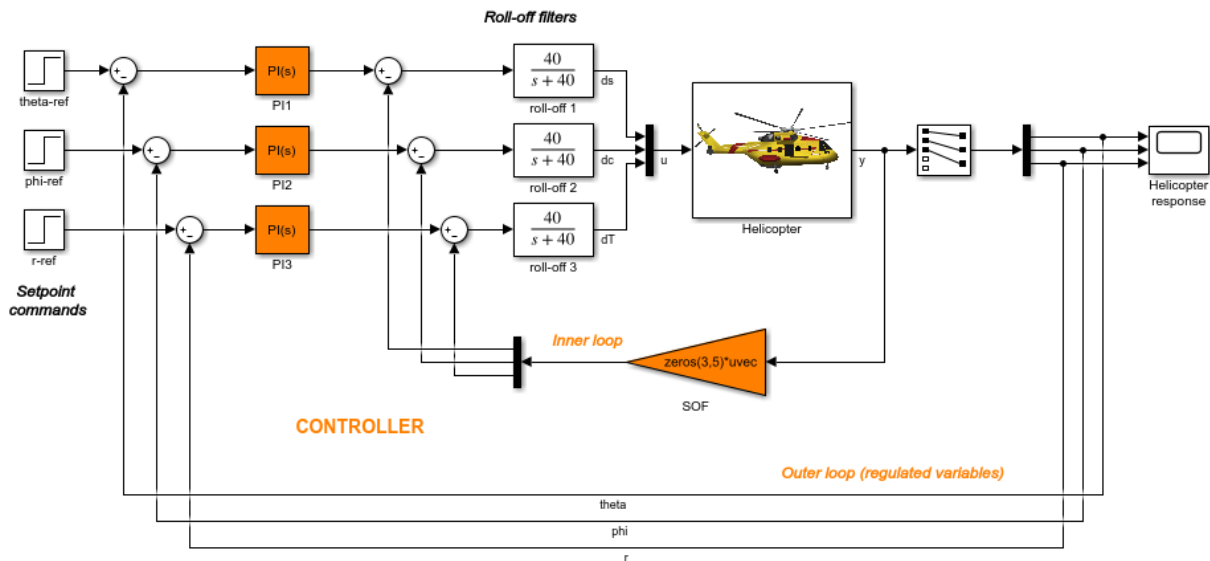 Roll-off filters
+
−
PI(s)
+
−
40
s + 40
ds
theta-ref
PI1
roll-off 1
+
−
PI(s)
+
−
40
s + 40
dc
u
y
phi-ref
PI2
roll-off 2
Helicopter
response
+
−
PI(s)
+
−
40
s + 40
dT
Helicopter
r-ref
PI3
roll-off 3
Setpoint
commands
Inner loop
zeros(3,5)*uvec
SOF
CONTROLLER
Outer loop (regulated variables)
theta
phi
r